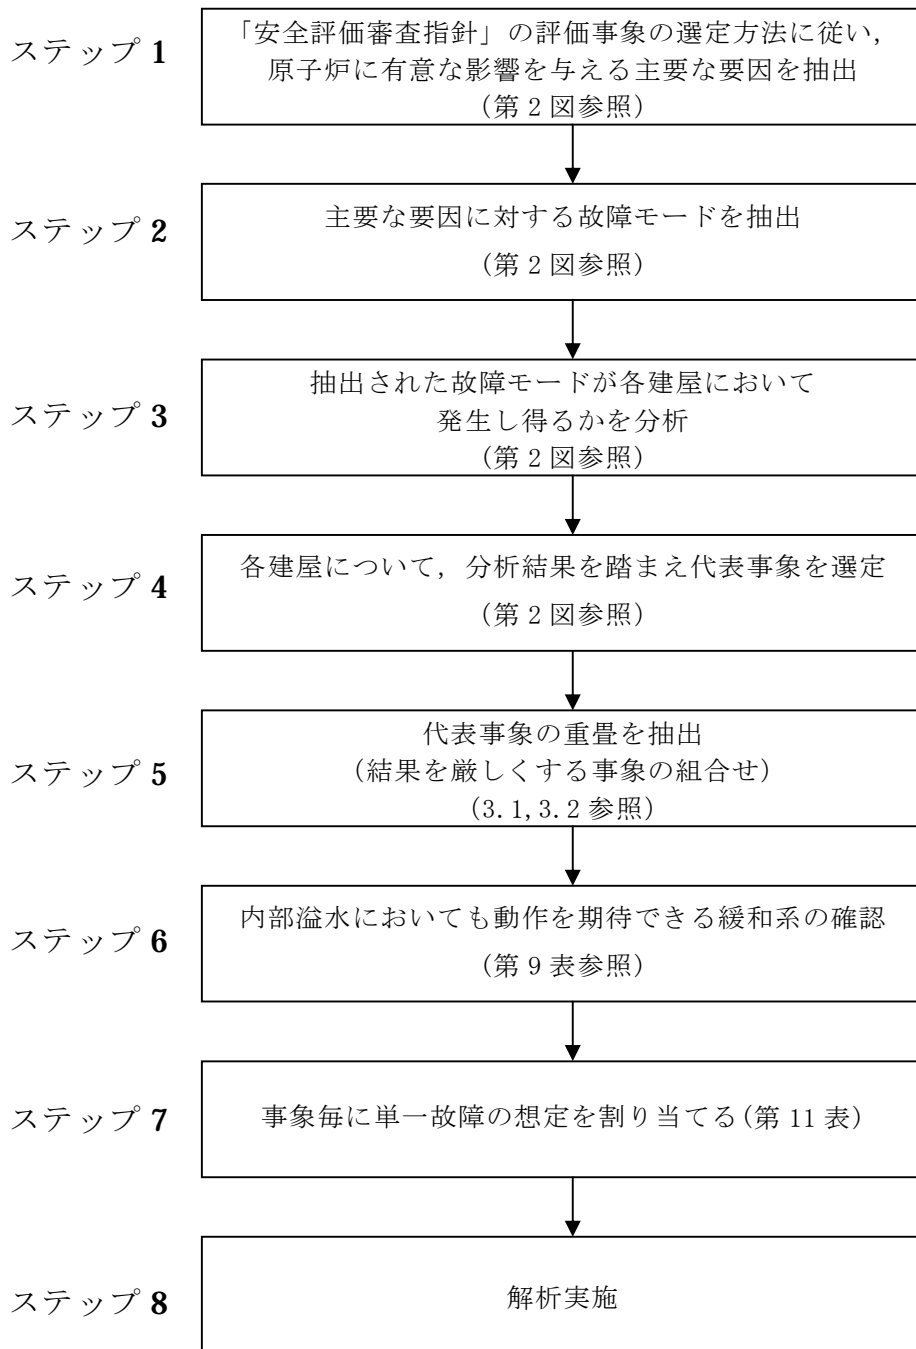 ステップ 1
「安全評価審査指針」の評価事象の選定方法に従い,
原子炉に有意な影響を与える主要な要因を抽出
(第 2 図参照)
ステップ 2
主要な要因に対する故障モードを抽出
(第 2 図参照)
ステップ 3
抽出された故障モードが各建屋において
発生し得るかを分析
(第 2 図参照)
ステップ 4
各建屋について, 分析結果を踏まえ代表事象を選定
(第 2 図参照)
ステップ 5
代表事象の重畳を抽出
(結果を厳しくする事象の組合せ)
(3.1, 3.2 参照)
ステップ 6
内部溢水においても動作を期待できる緩和系の確認
(第 9 表参照)
ステップ 7
事象毎に単一故障の想定を割り当てる(第 11 表)
ステップ 8
解析実施